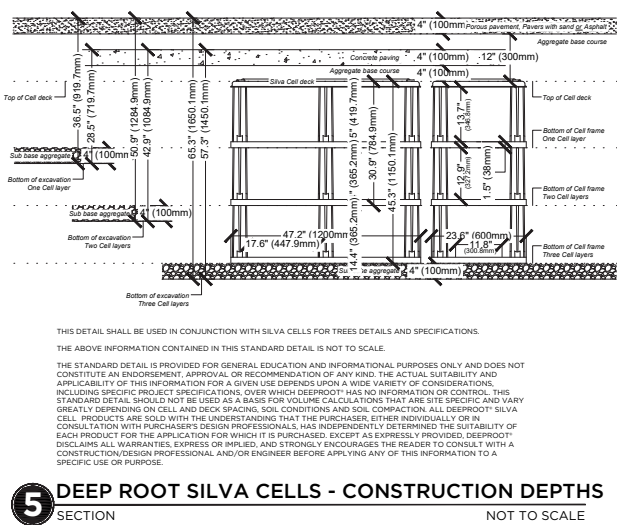 4" (100mm)
Porous pavement, Pavers with sand or Asphalt
Aggregate base course
Concrete paving
4" (100mm)
12" (300mm)
Aggregate base course
4" (100mm)
Silva Cell deck
Top of Cell deck
Top of Cell deck
36.5" (919.7mm)
28.5" (719.7mm)
50.9" (1284.9mm)
42.9" (1084.9mm)
65.3" (1650.1mm)
57.3" (1450.1mm)
14.4" (365.2mm)
(365.2mm)
5" (419.7mm)
30.9" (784.9mm)
45.3" (1150.1mm)
13.7"
(346.8mm)
12.9"
(327.2mm)
1.5" (38mm)
Bottom of Cell frame
One Cell layer
Sub base aggregate
4" (100mm)
Bottom of excavation
One Cell layer
Bottom of Cell frame
Two Cell layers
Sub base aggregate
4" (100mm)
Bottom of excavation
Two Cell layers
47.2" (1200mm)
17.6" (447.9mm)
23.6" (600mm)
11.8"
(300.8mm)
Bottom of Cell frame
Three Cell layers
base aggregate
4" (100mm)
Bottom of excavation
Three Cell layers
THIS DETAIL SHALL BE USED IN CONJUNCTION WITH SILVA CELLS FOR TREES DETAILS AND SPECIFICATIONS.
THE ABOVE INFORMATION CONTAINED IN THIS STANDARD DETAIL IS NOT TO SCALE.
THE STANDARD DETAIL IS PROVIDED FOR GENERAL EDUCATION AND INFORMATIONAL PURPOSES ONLY AND DOES NOT
CONSTITUTE AN ENDORSEMENT, APPROVAL OR RECOMMENDATION OF ANY KIND. THE ACTUAL SUITABILITY AND
APPLICABILITY OF THIS INFORMATION FOR A GIVEN USE DEPENDS UPON A WIDE VARIETY OF CONSIDERATIONS,
INCLUDING SPECIFIC PROJECT SPECIFICATIONS, OVER WHICH DEEPROOT® HAS NO INFORMATION OR CONTROL. THIS
STANDARD DETAIL SHOULD NOT BE USED AS A BASIS FOR VOLUME CALCULATIONS THAT ARE SITE SPECIFIC AND VARY
GREATLY DEPENDING ON CELL AND DECK SPACING, SOIL CONDITIONS AND SOIL COMPACTION. ALL DEEPROOT® SILVA
CELL PRODUCTS ARE SOLD WITH THE UNDERSTANDING THAT THE PURCHASER, EITHER INDIVIDUALLY OR IN
CONSULTATION WITH PURCHASER'S DESIGN PROFESSIONALS, HAS INDEPENDENTLY DETERMINED THE SUITABILITY OF
EACH PRODUCT FOR THE APPLICATION FOR WHICH IT IS PURCHASED. EXCEPT AS EXPRESSLY PROVIDED, DEEPROOT®
DISCLAIMS ALL WARRANTIES, EXPRESS OR IMPLIED, AND STRONGLY ENCOURAGES THE READER TO CONSULT WITH A
CONSTRUCTION/DESIGN PROFESSIONAL AND/OR ENGINEER BEFORE APPLYING ANY OF THIS INFORMATION TO A
SPECIFIC USE OR PURPOSE.
5 DEEP ROOT SILVA CELLS - CONSTRUCTION DEPTHS
SECTION NOT TO SCALE